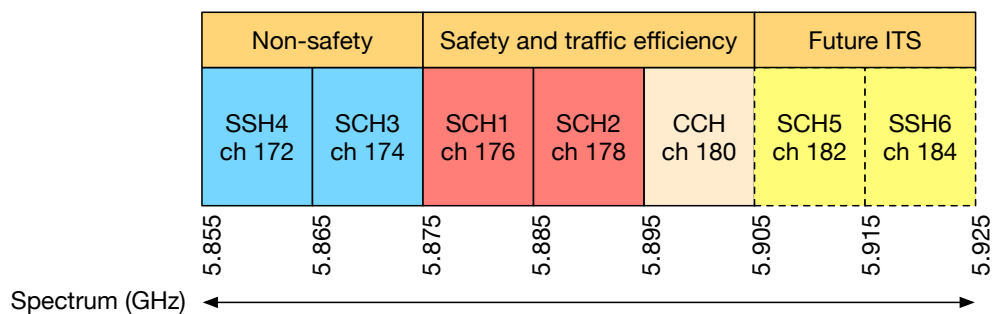 Non-safety
Safety and traffic efficiency
Future ITS
SSH4
ch 172
SCH3
ch 174
SCH1
ch 176
SCH2
ch 178
CCH
ch 180
SCH5
ch 182
SSH6
ch 184
5.855
5.865
5.875
5.885
5.895
5.905
5.915
5.925
Spectrum (GHz)